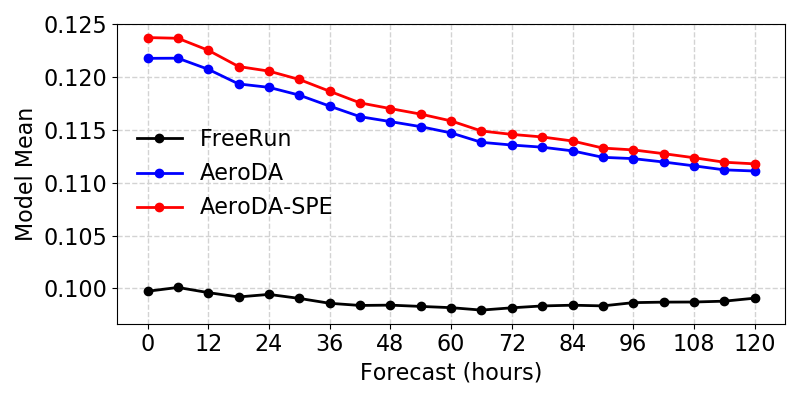 0.125
0.120
0.115
0.110
0.105
0.100
Model Mean
FreeRun
AeroDA
AeroDA-SPE
0 12 24 36 48 60 72 84 96 108 120
Forecast (hours)